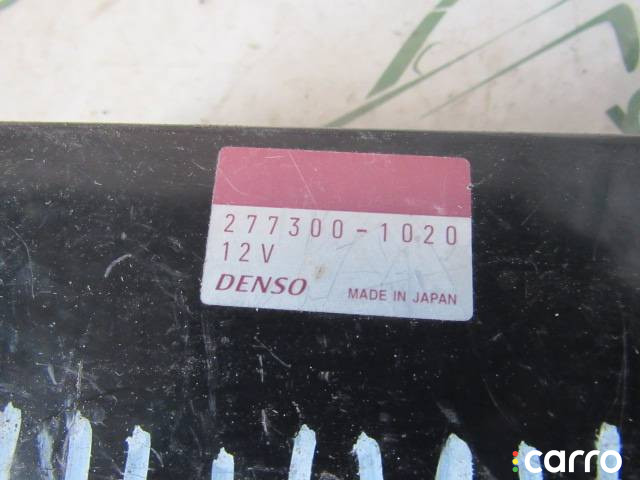 277300-1020
12V
DENSO MADE IN JAPAN
carro